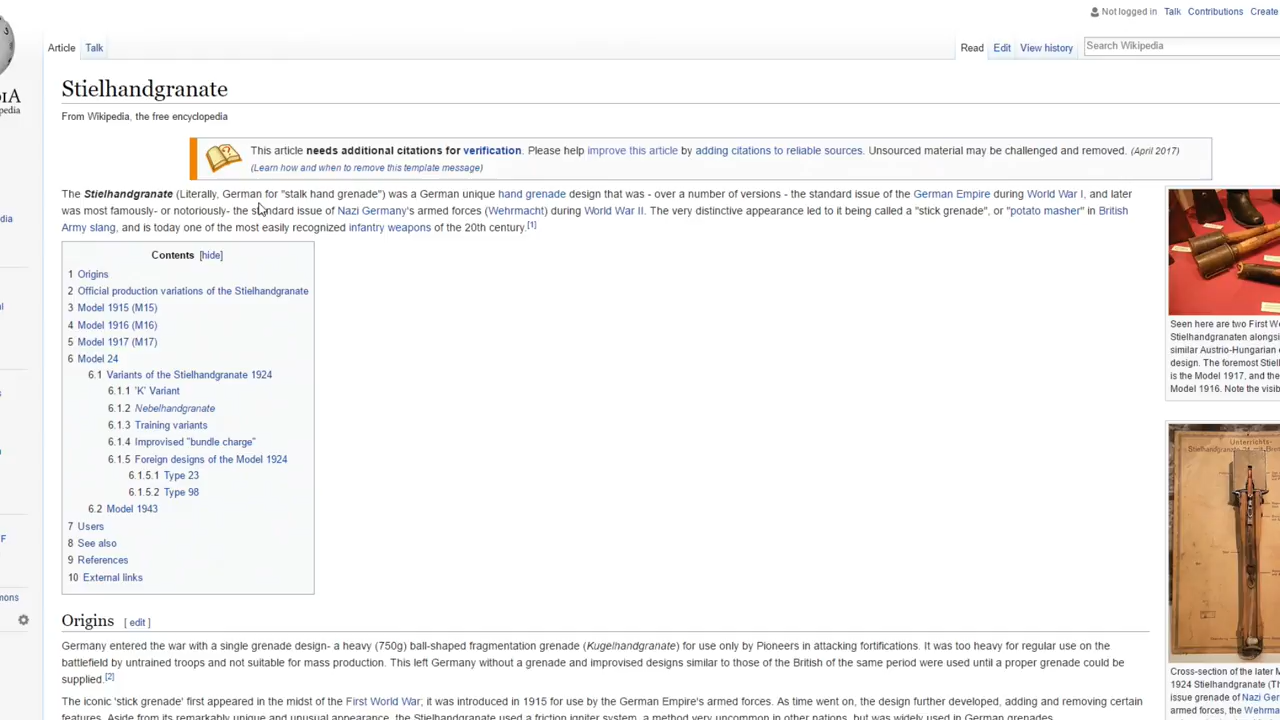 Not logged in Talk Contributions Create
Article Talk
Read Edit View history
Search Wikipedia
Stielhandgranate
From Wikipedia, the free encyclopedia
This article needs additional citations for verification. Please help improve this article by adding citations to reliable sources. Unsourced material may be challenged and removed. (April 2017)
(Learn how and when to remove this template message)
The Stielhandgranate (Literally, German for "stalk hand grenade") was a German unique hand grenade design that was - over a number of versions - the standard issue of the German Empire during World War I, and later
was most famously- or notoriously- the standard issue of Nazi Germany's armed forces (Wehrmacht) during World War II. The very distinctive appearance led to it being called a "stick grenade", or "potato masher" in British
Army slang, and is today one of the most easily recognized infantry weapons of the 20th century.[1]
Contents [hide]
1 Origins
2 Official production variations of the Stielhandgranate
3 Model 1915 (M15)
4 Model 1916 (M16)
5 Model 1917 (M17)
6 Model 24
6.1 Variants of the Stielhandgranate 1924
6.1.1 'K' Variant
6.1.2 Nebelhandgranate
6.1.3 Training variants
6.1.4 Improvised "bundle charge"
6.1.5 Foreign designs of the Model 1924
6.1.5.1 Type 23
6.1.5.2 Type 98
6.2 Model 1943
7 Users
8 See also
9 References
10 External links
Seen here are two First We
Stielhandgranaten alongsi
similar Austrio-Hungarian
design. The foremost Stiel
is the Model 1917, and the
Model 1916. Note the visib
Unterrichts-
Cross-section of the later M
1924 Stielhandgranate (Th
issue grenade of Nazi Ger
armed forces, the Wehrma
Origins [ edit ]
Germany entered the war with a single grenade design- a heavy (750g) ball-shaped fragmentation grenade (Kugelhandgranate) for use only by Pioneers in attacking fortifications. It was too heavy for regular use on the
battlefield by untrained troops and not suitable for mass production. This left Germany without a grenade and improvised designs similar to those of the British of the same period were used until a proper grenade could be
supplied.[2]
The iconic 'stick grenade' first appeared in the midst of the First World War; it was introduced in 1915 for use by the German Empire's armed forces. As time went on, the design further developed, adding and removing certain
features. Aside from its remarkably unique and unusual appearance, the Stielhandgranate used a friction igniter system, a method very uncommon in other nations, but was widely used in German grenades.